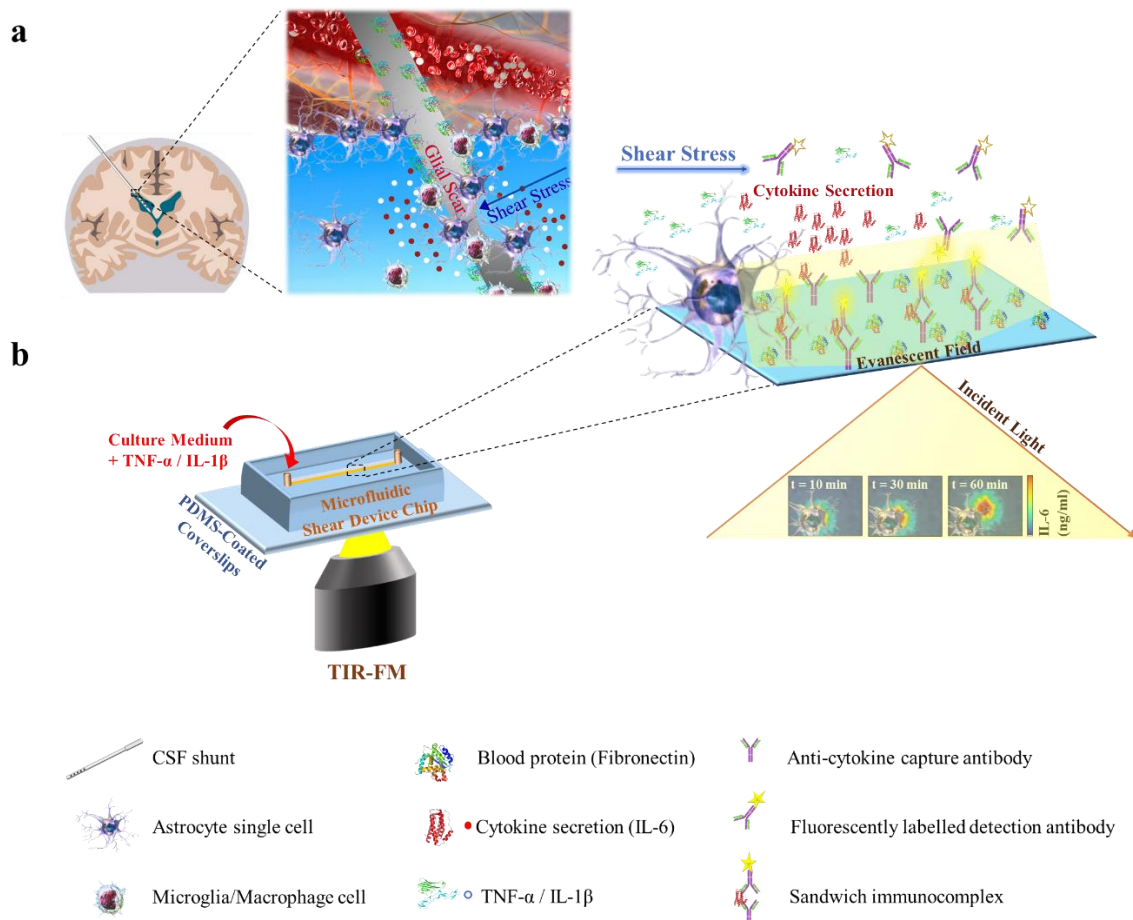 a
Glial Scar
Shear Stress
Shear Stress
Cytokine Secretion
Evanescent Field
Incident Light
t = 10 min
t = 30 min
t = 60 min
IL-6
(ng/ml)
b
Culture Medium
+ TNF-α / IL-1β
Microfluidic
Shear Device Chip
PDMS-Coated
Coverslips
TIR-FM
CSF shunt
Blood protein (Fibronectin)
Anti-cytokine capture antibody
Astrocyte single cell
Cytokine secretion (IL-6)
Fluorescently labelled detection antibody
Microglia/Macrophage cell
TNF-α / IL-1β
Sandwich immunocomplex